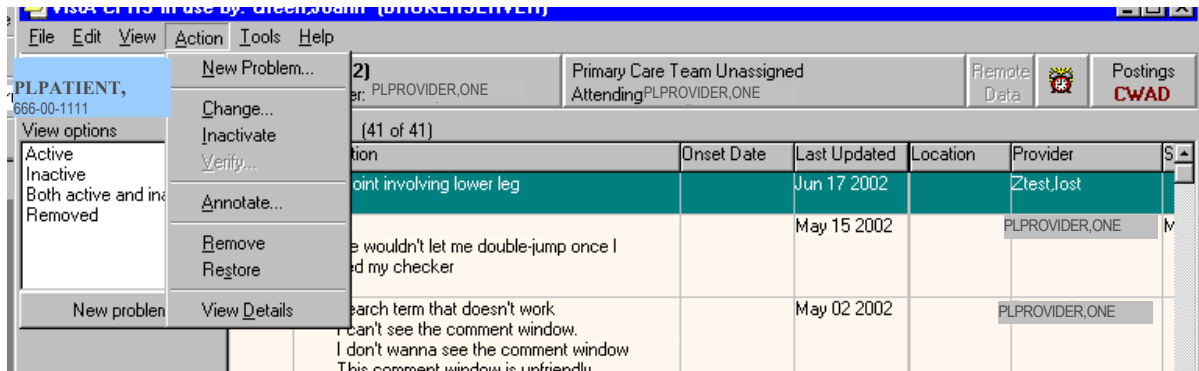 VistA CPRS in use by: Green,Joann (BROKERSERVER)
File Edit View Action Tools Help
PLPATIENT,
666-00-1111
2)
er: PLPROVIDER,ONE
Primary Care Team Unassigned
Attending PLPROVIDER,ONE
Remote Data
Postings
CWAD
New Problem...
Change...
Inactivate
Verify...
Annotate...
Remove
Restore
View Details
View options
Active
Inactive
Both active and ina
Removed
New problem
(41 of 41)
tion Onset Date Last Updated Location Provider S
oint involving lower leg Jun 17 2002 Ztest,lost
May 15 2002 PLPROVIDER,ONE M
e wouldn't let me double-jump once I
ed my checker
earch term that doesn't work May 02 2002 PLPROVIDER,ONE
I can't see the comment window.
I don't wanna see the comment window
This comment window is unfriendly